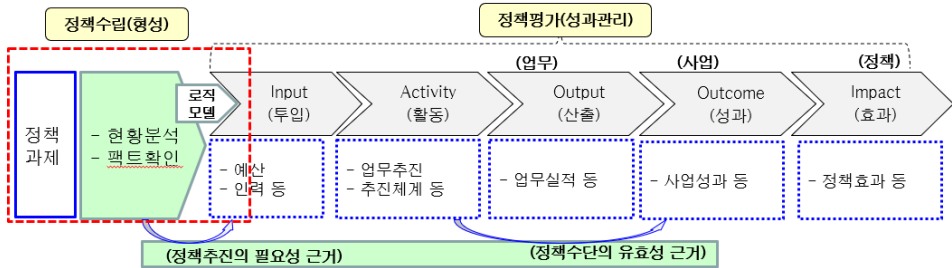 정책수립(형성)
정책평가(성과관리)
(업무)
(사업)
(정책)
정책
과제
- 현황분석
- 팩트확인
로직
모델
Input
(투입)
Activity
(활동)
Output
(산출)
Outcome
(성과)
Impact
(효과)
- 예산
- 인력 등
- 업무추진
- 추진체계 등
- 업무실적 등
- 사업성과 등
- 정책효과 등
(정책추진의 필요성 근거)
(정책수단의 유효성 근거)